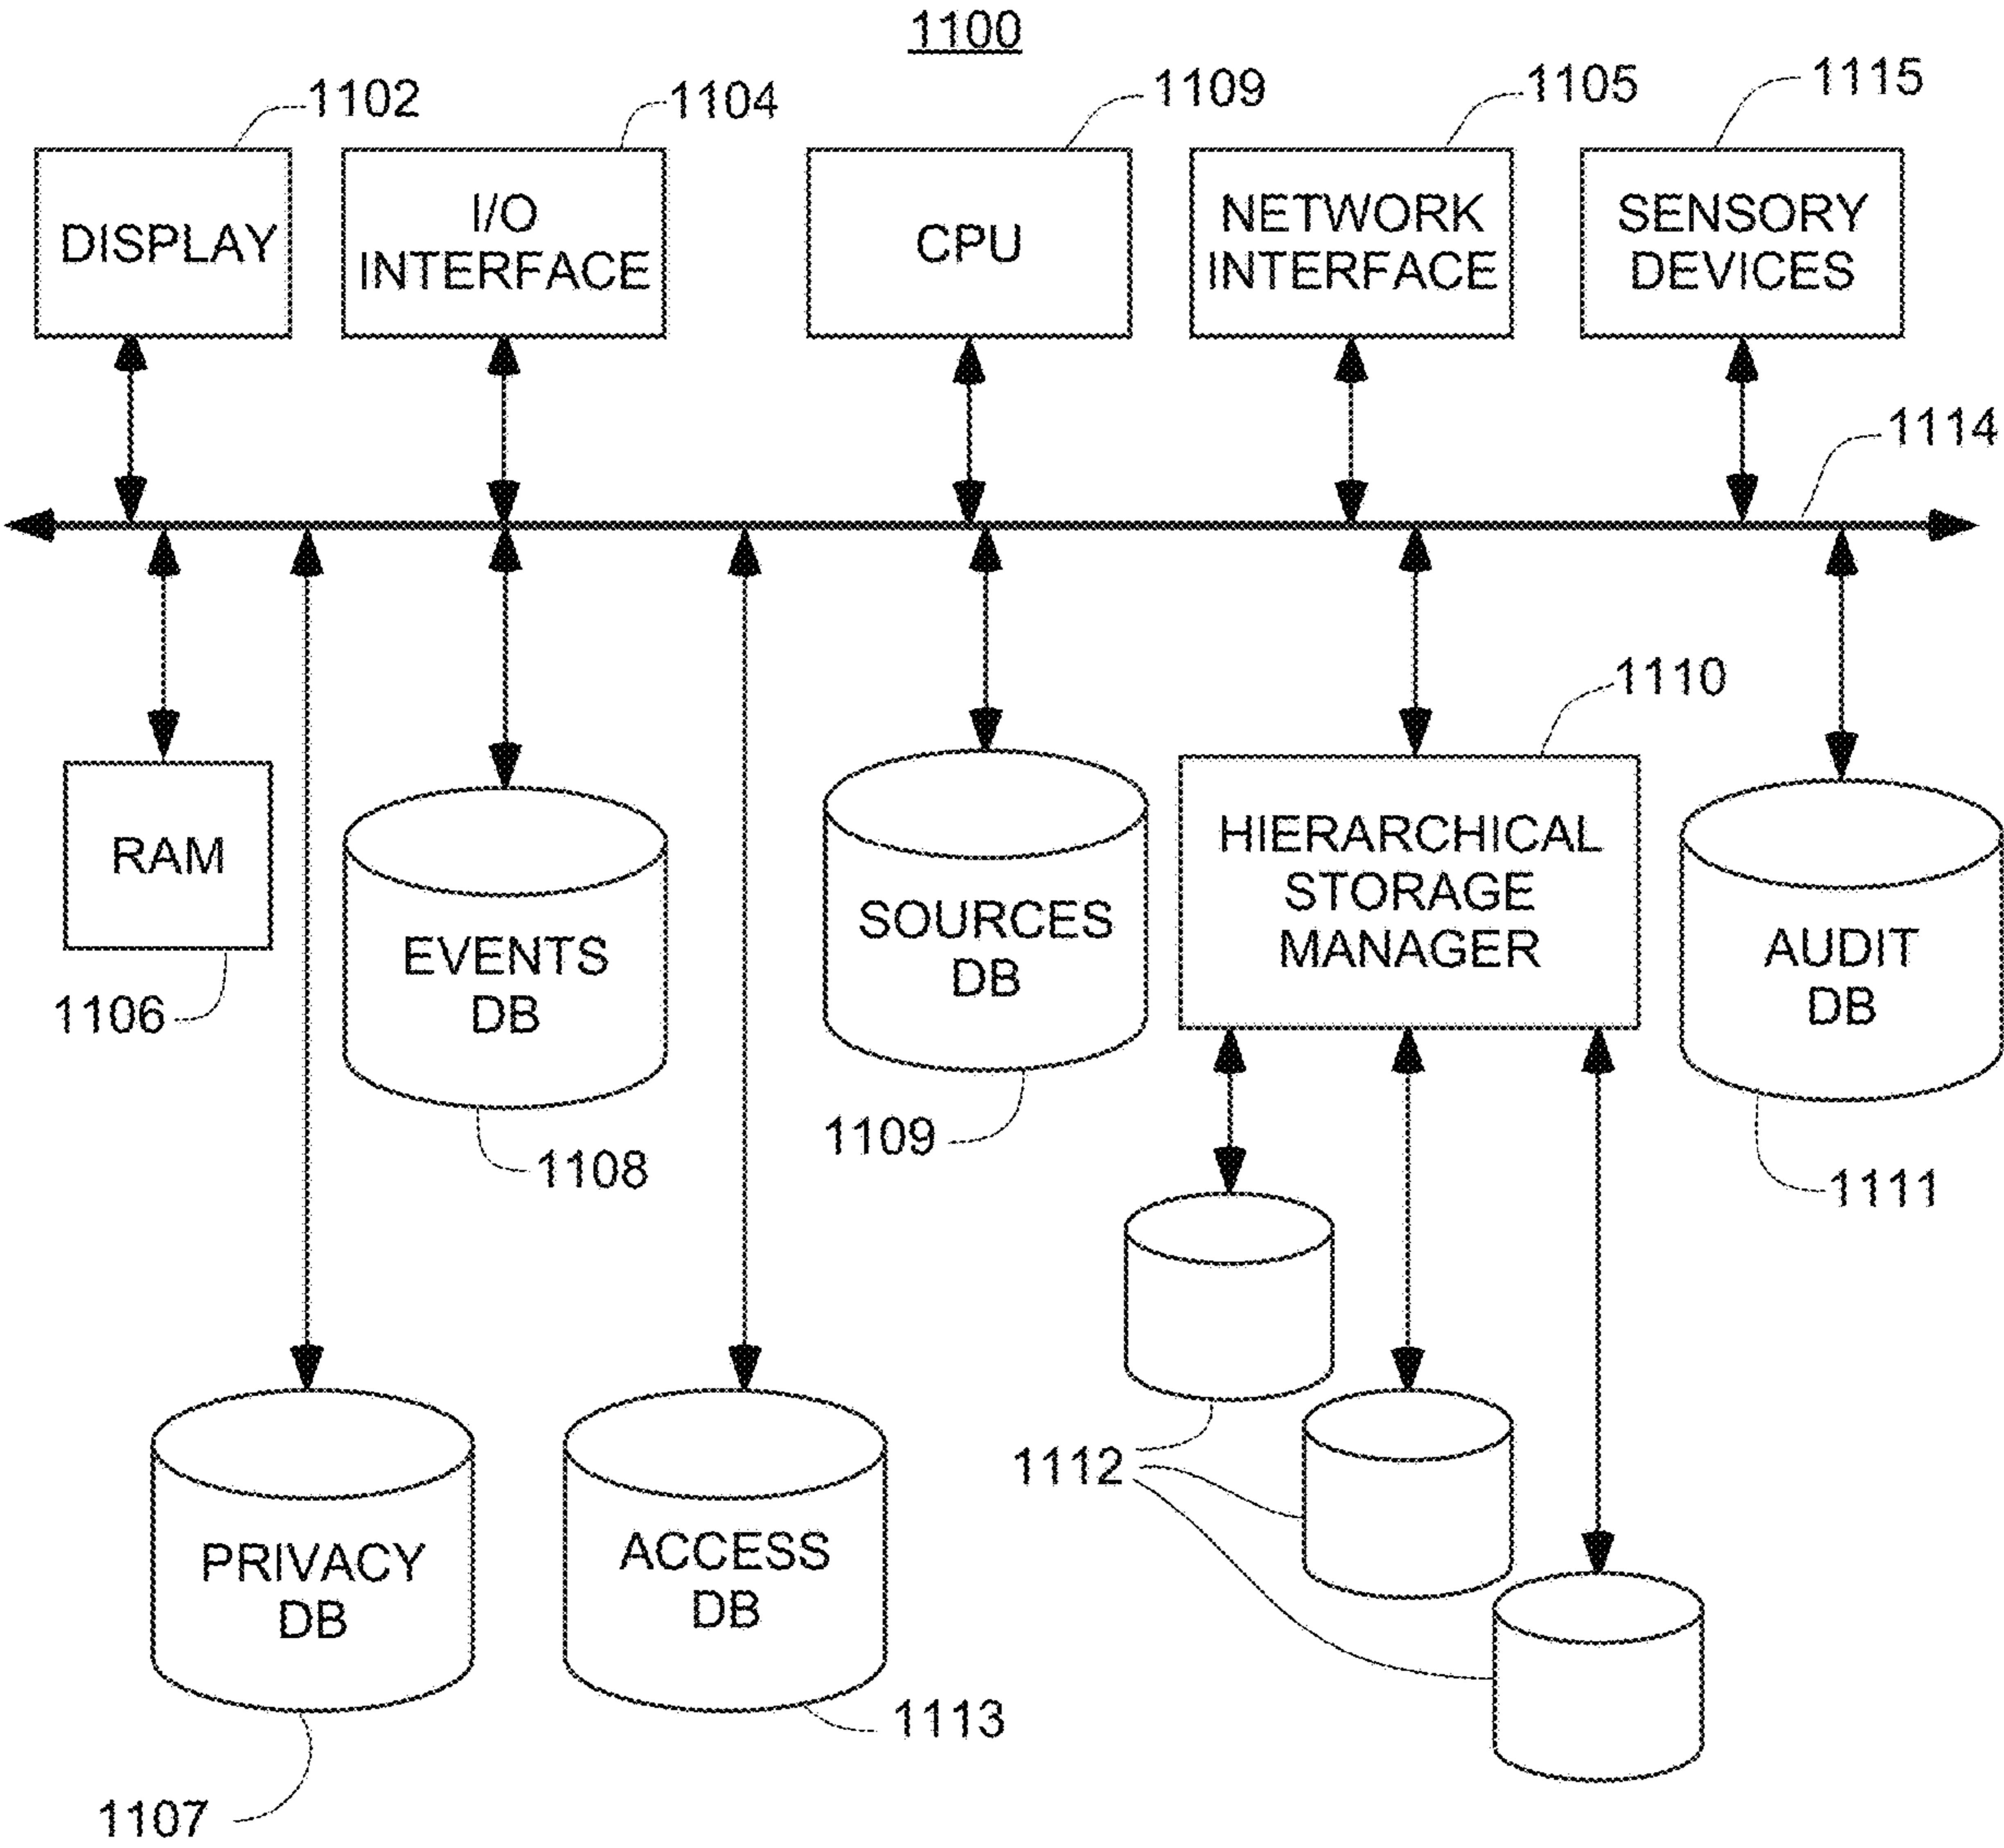 1100
1102
1104
1109
1105
1115
DISPLAY
I/O
INTERFACE
CPU
NETWORK
INTERFACE
SENSORY
DEVICES
1114
1110
RAM
1106
EVENTS
DB
1108
SOURCES
DB
1109
HIERARCHICAL
STORAGE
MANAGER
AUDIT
DB
1111
1112
PRIVACY
DB
1107
ACCESS
DB
1113